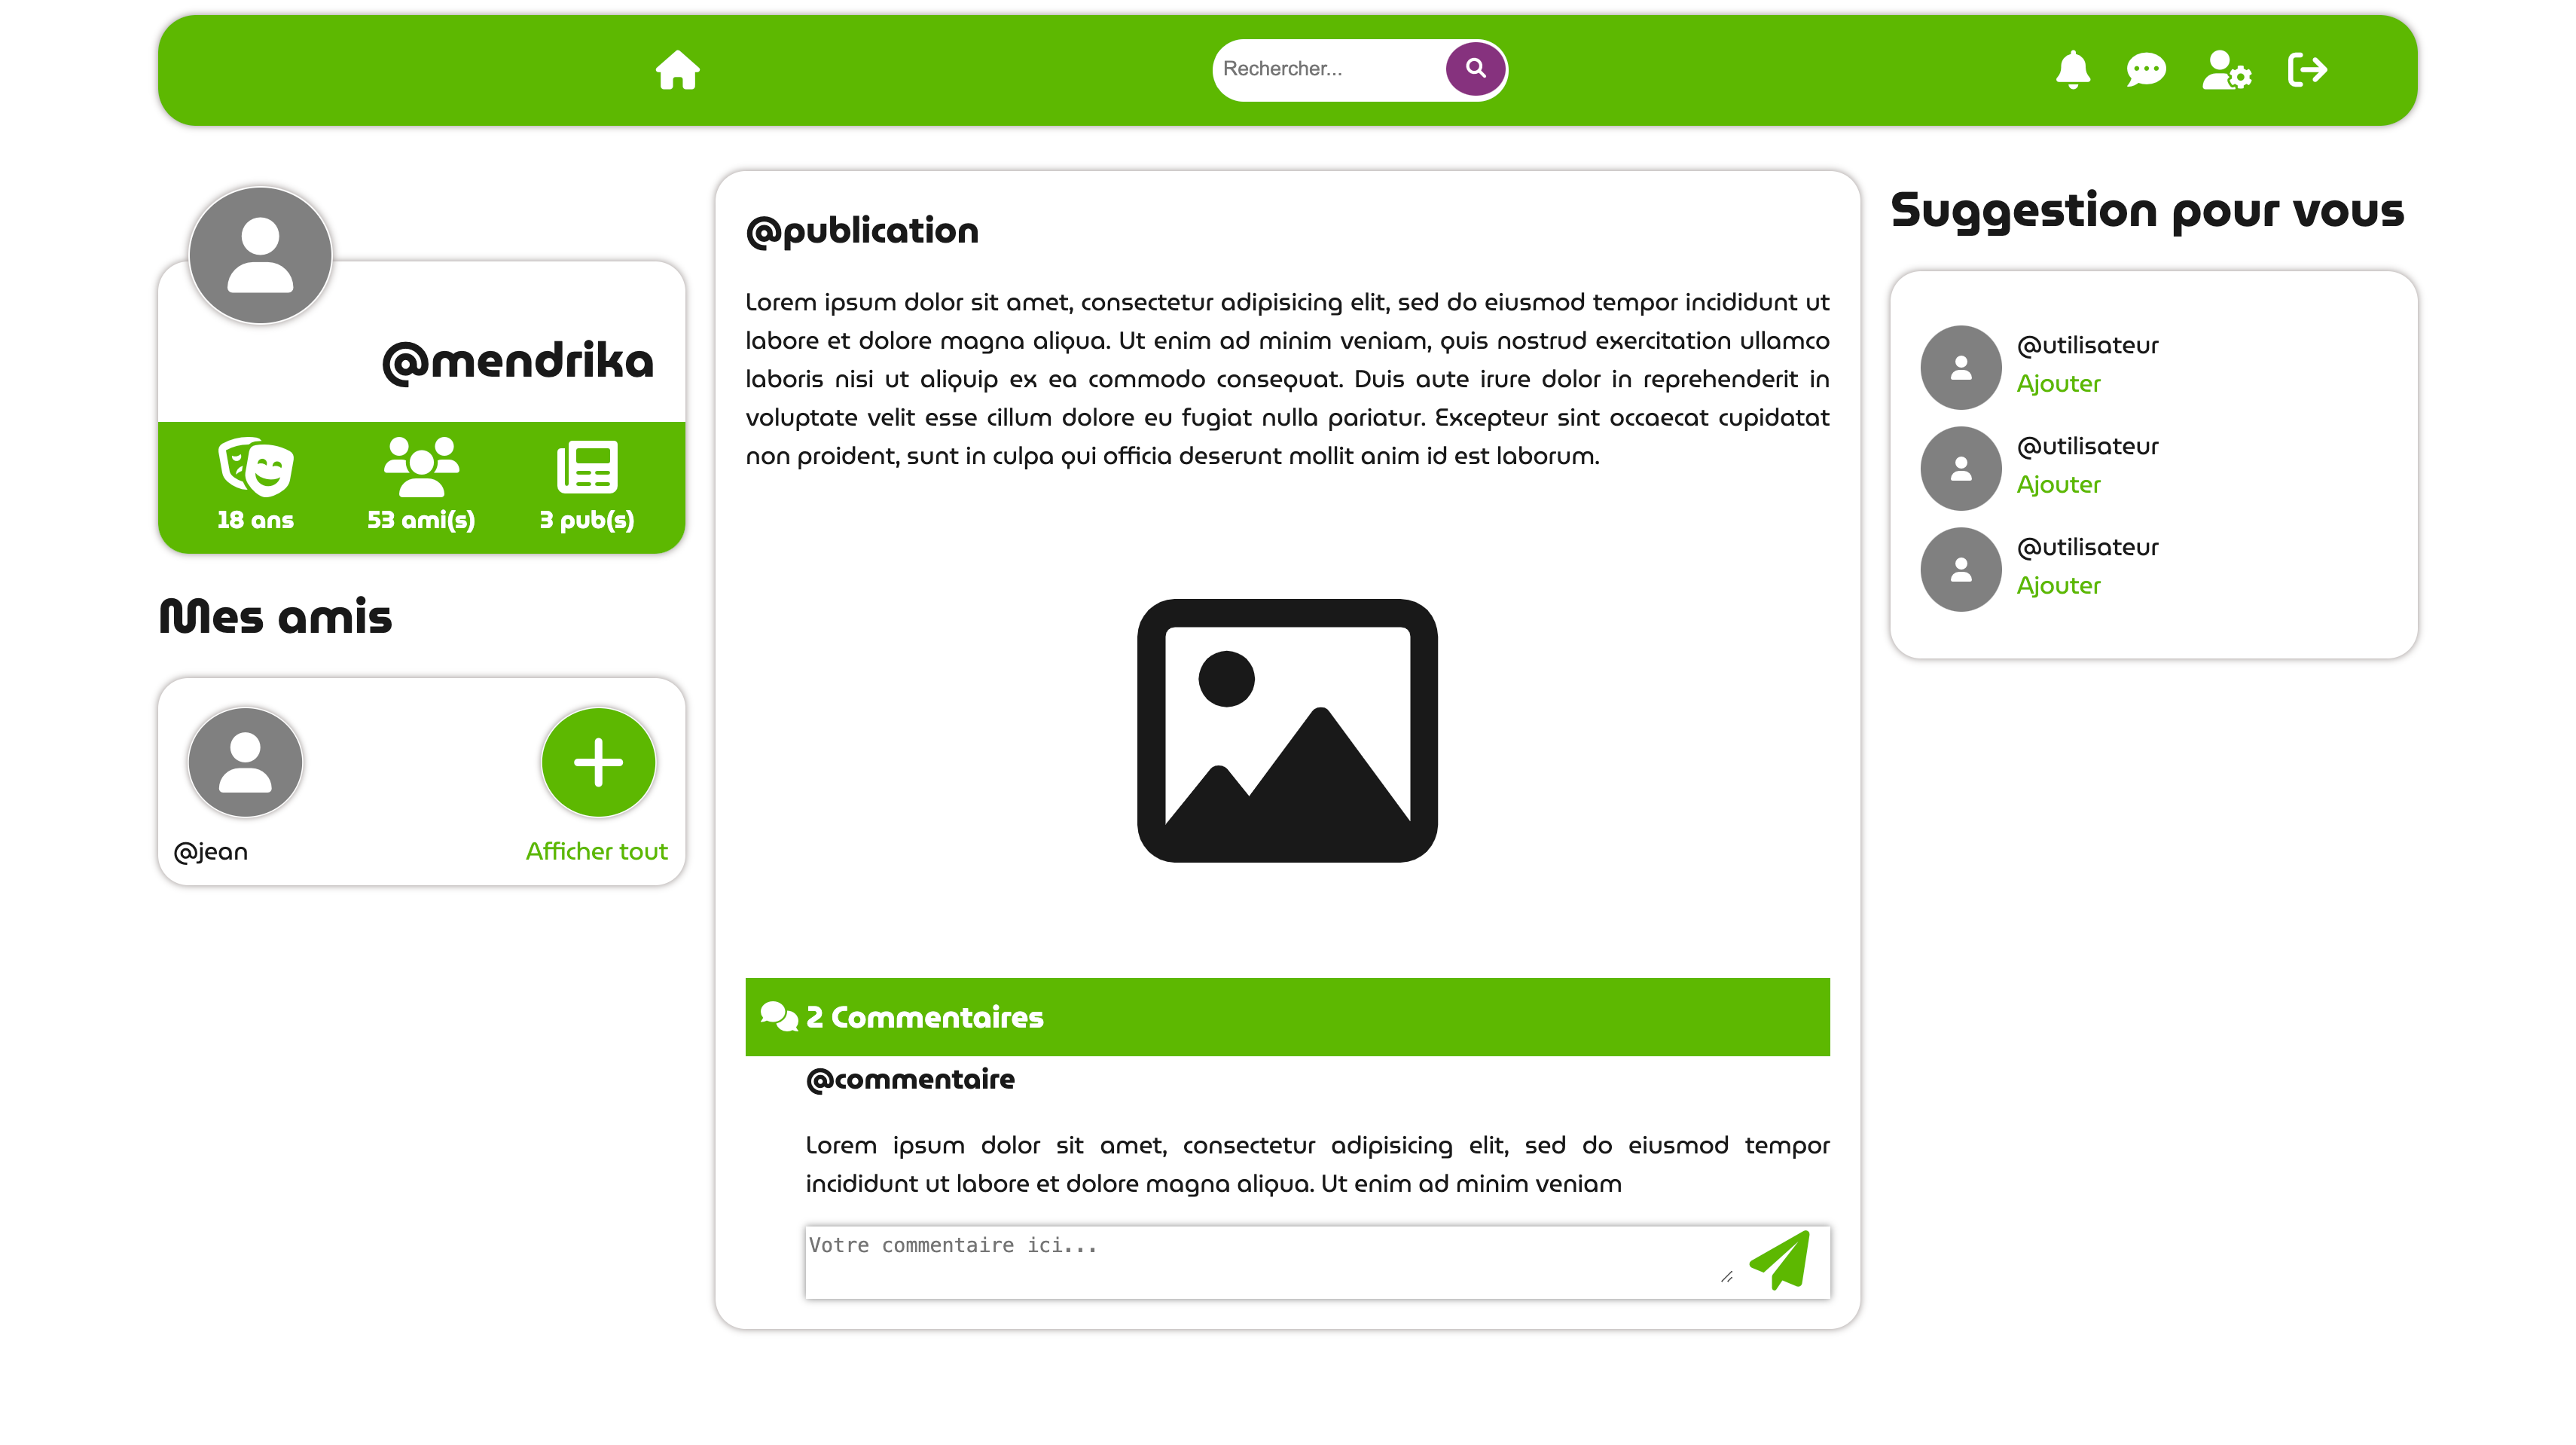 Rechercher...
@mendrika
18 ans
53 ami(s)
3 pub(s)
Mes amis
@jean
Afficher tout
@publication
Lorem ipsum dolor sit amet, consectetur adipisicing elit, sed do eiusmod tempor incididunt ut
labore et dolore magna aliqua. Ut enim ad minim veniam, quis nostrud exercitation ullamco
laboris nisi ut aliquip ex ea commodo consequat. Duis aute irure dolor in reprehenderit in
voluptate velit esse cillum dolore eu fugiat nulla pariatur. Excepteur sint occaecat cupidatat
non proident, sunt in culpa qui officia deserunt mollit anim id est laborum.
2 Commentaires
@commentaire
Lorem ipsum dolor sit amet, consectetur adipisicing elit, sed do eiusmod tempor
incididunt ut labore et dolore magna aliqua. Ut enim ad minim veniam
Votre commentaire ici...
Suggestion pour vous
@utilisateur
Ajouter
@utilisateur
Ajouter
@utilisateur
Ajouter